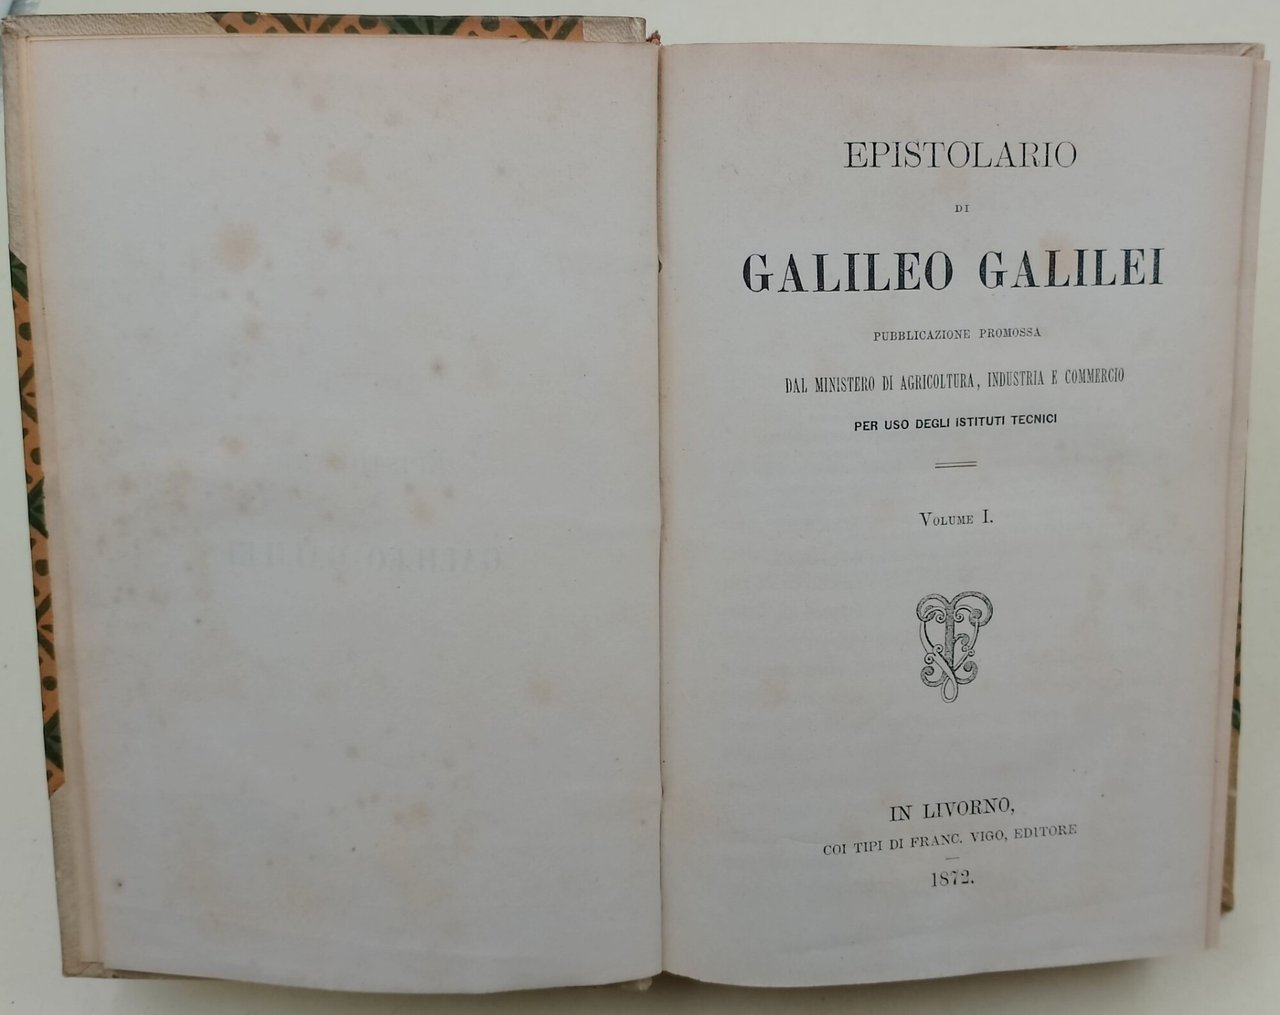 EPISTOLARIO
DI
GALILEO GALILEI
PUBBLICAZIONE PROMOSSA
DAL MINISTERO DI AGRICOLTURA, INDUSTRIA E COMMERCIO
PER USO DEGLI ISTITUTI TECNICI
VOLUME I.
IN LIVORNO,
COI TIPI DI FRANC. VIGO, EDITORE
1872.